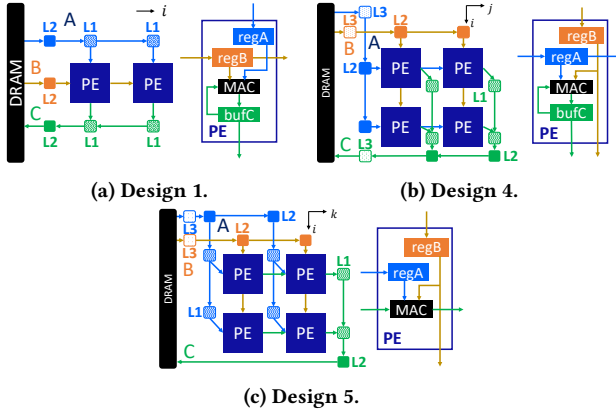 A
i
L2 L1 L1
regA
B
regB
DRAM
PE PE
MAC
L2
C
bufC
L2 L1 L1
PE
(a) Design 1.
L3
j
L3 L2
i
B A
regB
DRAM
L2 PE PE
regA
L1
MAC
bufC
PE PE
C
PE
L3 L2
(b) Design 4.
k
L3 A L2
L2 i
L3
B
regB
DRAM
PE PE
L1
regA
L1
MAC
PE PE
C
L2
PE
(c) Design 5.